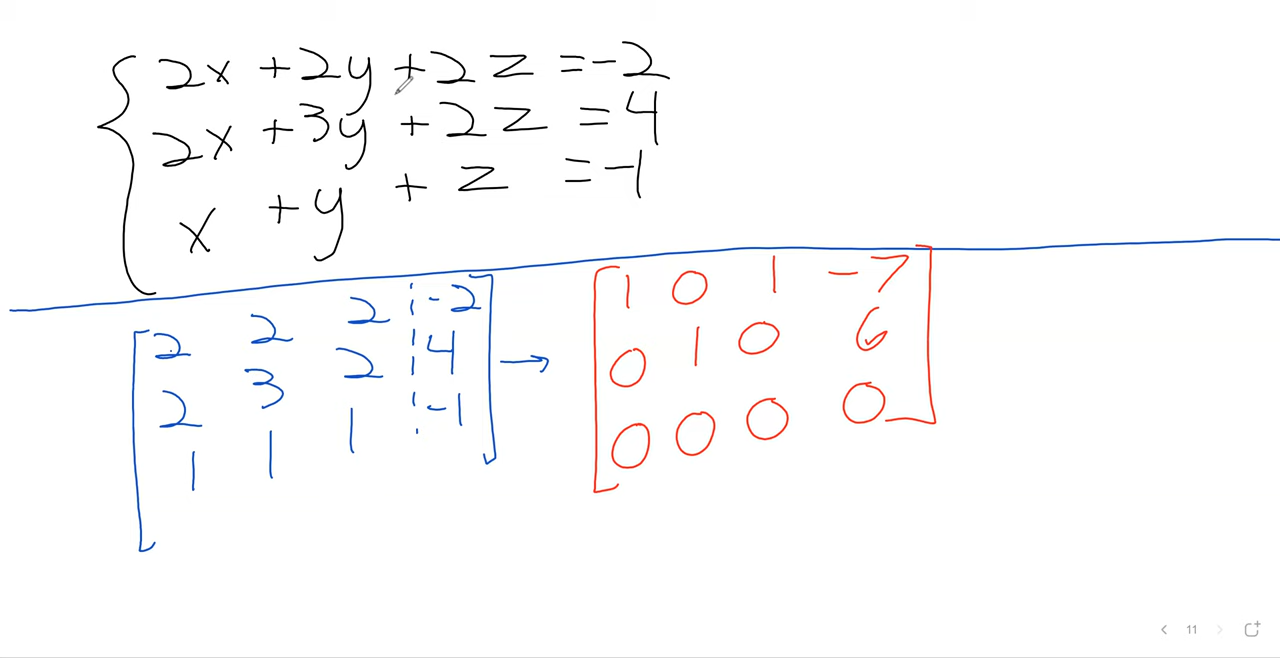 2x + 2y + 2z = -2
2x + 3y + 2z = 4
x + y + z = -1
2 2 2 -2
2 3 2 4
1 1 1 -1
→
1 0 1 -7
0 1 0 6
0 0 0 0
11